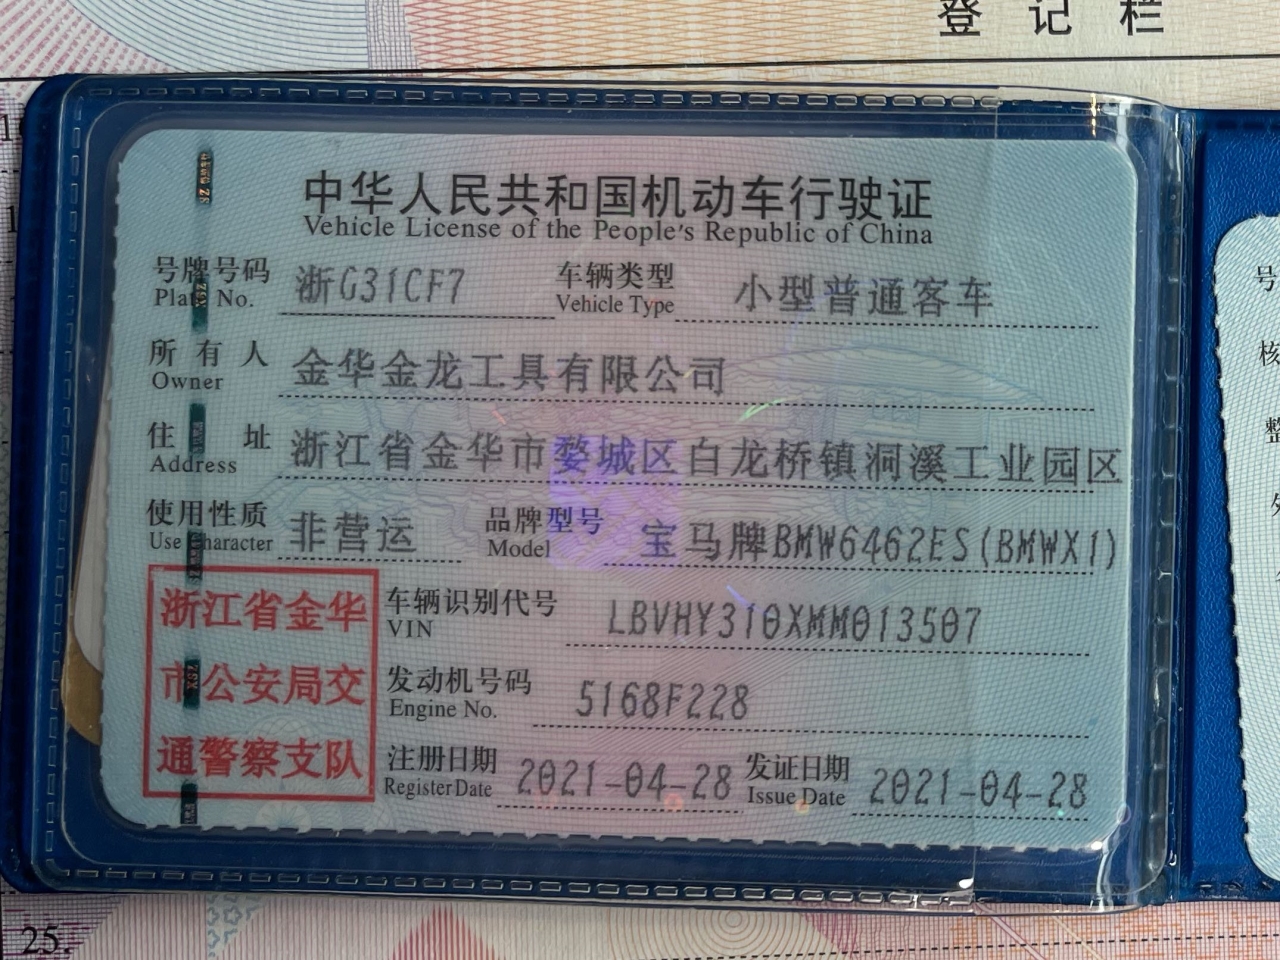 登 记 栏
中华人民共和国机动车行驶证
Vehicle License of the People's Republic of China
号牌号码 浙G31CF7 车辆类型 小型普通客车
Plate No. Vehicle Type
所有人 金华金龙工具有限公司
Owner
住 址 浙江省金华市婺城区白龙桥镇洞溪工业园区
Address
使用性质 非营运 品牌型号 宝马牌BMW6462ES(BMWX1)
Use Character Model
车辆识别代号 LBVHY310XMM013507
VIN
发动机号码 5168F228
Engine No.
注册日期 2021-04-28 发证日期 2021-04-28
Register Date Issue Date
浙江省金华
市公安局交
通警察支队
号
核
整
25.